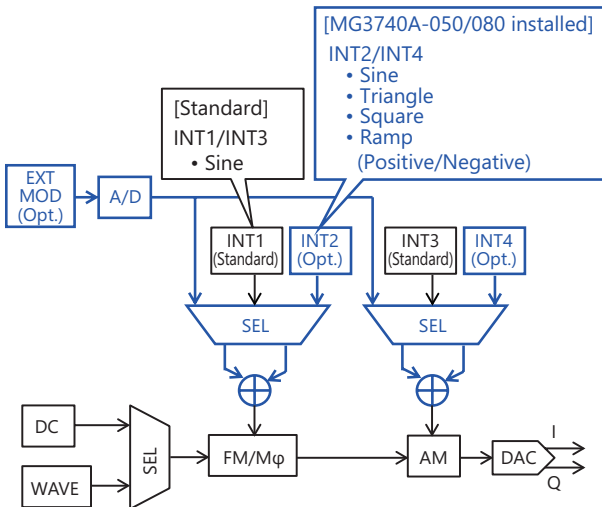 [MG3740A-050/080 installed]
INT2/INT4
• Sine
• Triangle
• Square
• Ramp
(Positive/Negative)
[Standard]
INT1/INT3
• Sine
EXT
MOD
(Opt.)
A/D
INT1
(Standard)
INT2
(Opt.)
INT3
(Standard)
INT4
(Opt.)
SEL
SEL
DC
WAVE
SEL
FM/Mφ
AM
DAC
I
Q